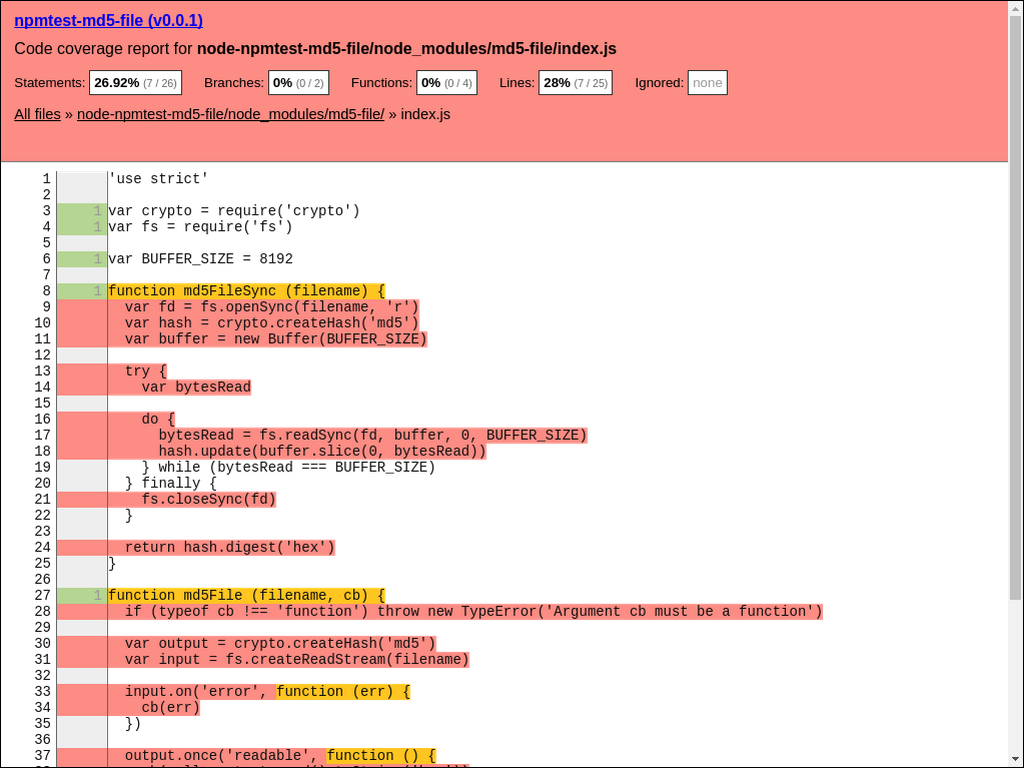 npmtest-md5-file (v0.0.1)
Code coverage report for node-npmtest-md5-file/node_modules/md5-file/index.js
Statements: 26.92% (7 / 26) Branches: 0% (0 / 2) Functions: 0% (0 / 4) Lines: 28% (7 / 25) Ignored: none
All files » node-npmtest-md5-file/node_modules/md5-file/ » index.js
1 'use strict'
2
3 1 var crypto = require('crypto')
4 1 var fs = require('fs')
5
6 1 var BUFFER_SIZE = 8192
7
8 1 function md5FileSync (filename) {
9 var fd = fs.openSync(filename, 'r')
10 var hash = crypto.createHash('md5')
11 var buffer = new Buffer(BUFFER_SIZE)
12
13 try {
14 var bytesRead
15
16 do {
17 bytesRead = fs.readSync(fd, buffer, 0, BUFFER_SIZE)
18 hash.update(buffer.slice(0, bytesRead))
19 } while (bytesRead === BUFFER_SIZE)
20 } finally {
21 fs.closeSync(fd)
22 }
23
24 return hash.digest('hex')
25 }
26
27 1 function md5File (filename, cb) {
28 if (typeof cb !== 'function') throw new TypeError('Argument cb must be a function')
29
30 var output = crypto.createHash('md5')
31 var input = fs.createReadStream(filename)
32
33 input.on('error', function (err) {
34 cb(err)
35 })
36
37 output.once('readable', function () {